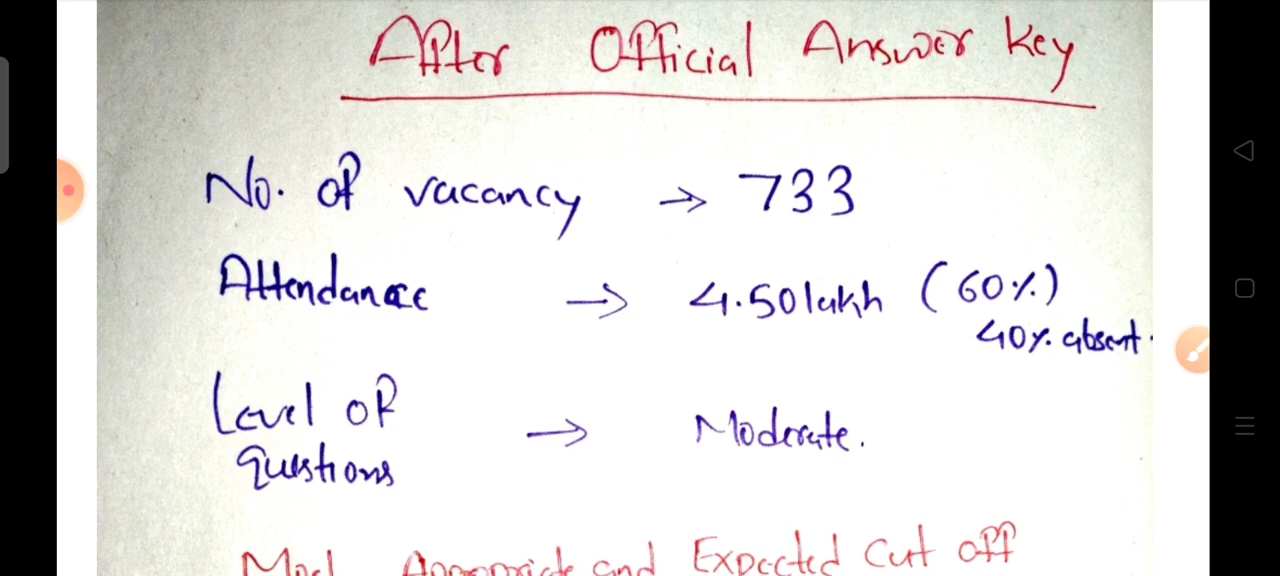 After Official Answer Key
No. of vacancy → 733
Attendance → 4.50 lakh (60%)
40% absent.
Level of → Moderate.
questions
and Expected Cut off